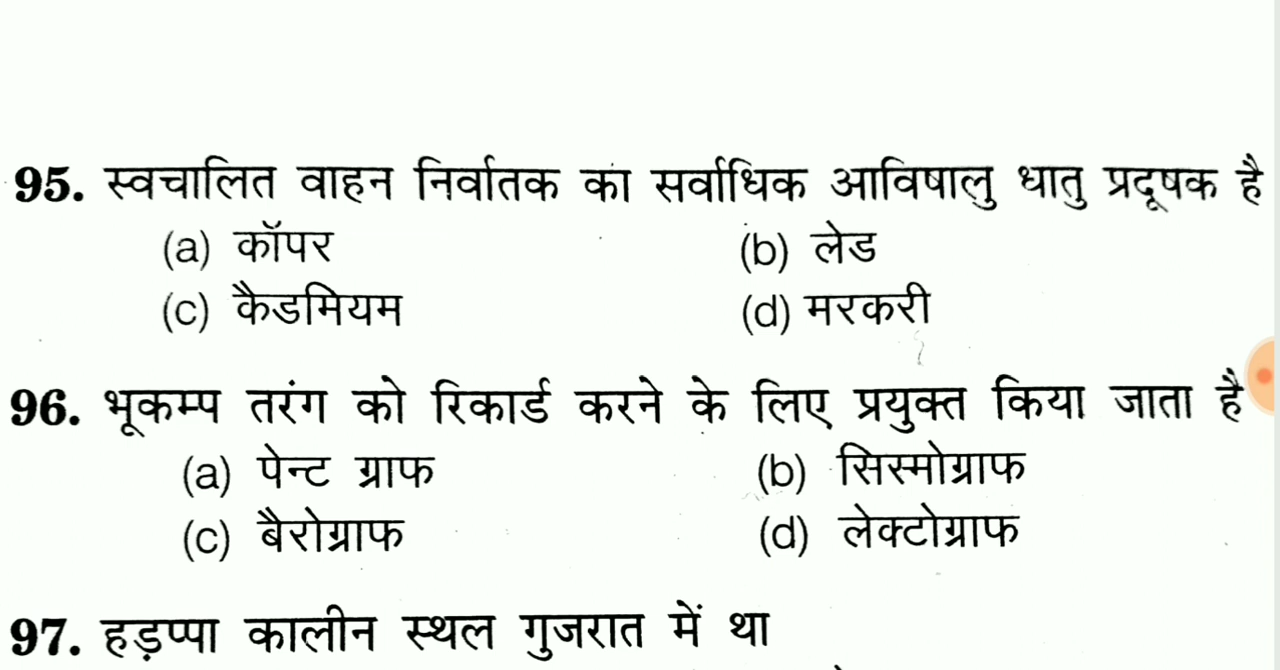 95. स्वचालित वाहन निर्वातक का सर्वाधिक आविषालु धातु प्रदूषक है
(a) कॉपर (b) लेड
(c) कैडमियम (d) मरकरी
96. भूकम्प तरंग को रिकार्ड करने के लिए प्रयुक्त किया जाता है
(a) पेन्ट ग्राफ (b) सिस्मोग्राफ
(c) बैरोग्राफ (d) लेक्टोग्राफ
97. हड़प्पा कालीन स्थल गुजरात में था